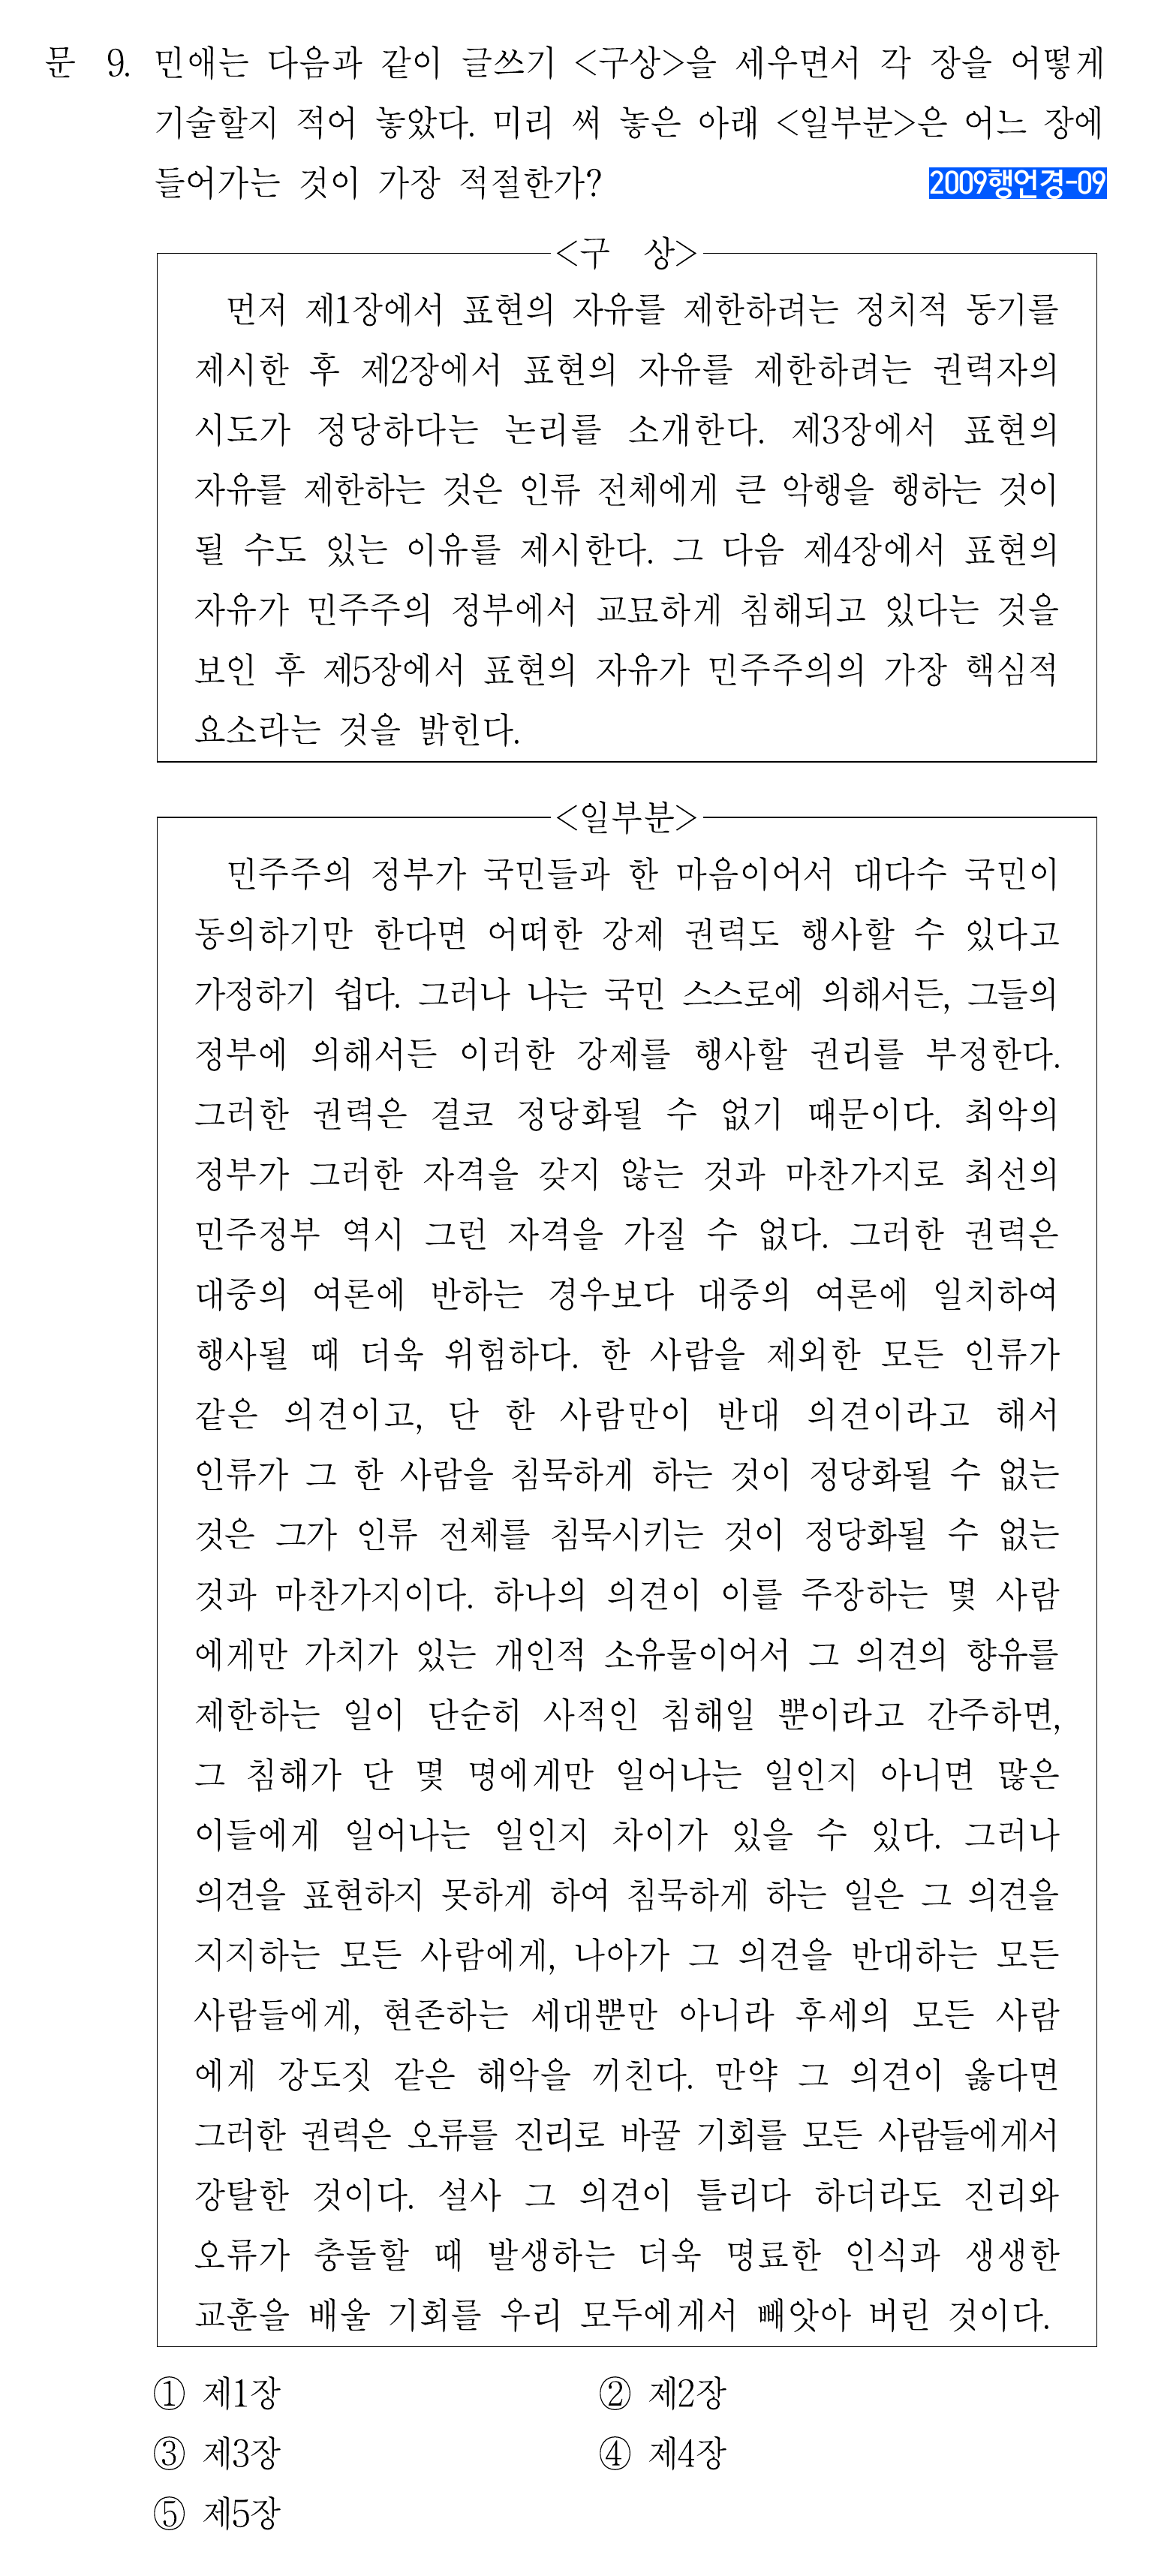 문 9. 민애는 다음과 같이 글쓰기 <구상>을 세우면서 각 장을 어떻게
기술할지 적어 놓았다. 미리 써 놓은 아래 <일부분>은 어느 장에
들어가는 것이 가장 적절한가?
2009행언경-09
<구 상>
먼저 제1장에서 표현의 자유를 제한하려는 정치적 동기를
제시한 후 제2장에서 표현의 자유를 제한하려는 권력자의
시도가 정당하다는 논리를 소개한다. 제3장에서 표현의
자유를 제한하는 것은 인류 전체에게 큰 악행을 행하는 것이
될 수도 있는 이유를 제시한다. 그 다음 제4장에서 표현의
자유가 민주주의 정부에서 교묘하게 침해되고 있다는 것을
보인 후 제5장에서 표현의 자유가 민주주의의 가장 핵심적
요소라는 것을 밝힌다.
<일부분>
민주주의 정부가 국민들과 한 마음이어서 대다수 국민이
동의하기만 한다면 어떠한 강제 권력도 행사할 수 있다고
가정하기 쉽다. 그러나 나는 국민 스스로에 의해서든, 그들의
정부에 의해서든 이러한 강제를 행사할 권리를 부정한다.
그러한 권력은 결코 정당화될 수 없기 때문이다. 최악의
정부가 그러한 자격을 갖지 않는 것과 마찬가지로 최선의
민주정부 역시 그런 자격을 가질 수 없다. 그러한 권력은
대중의 여론에 반하는 경우보다 대중의 여론에 일치하여
행사될 때 더욱 위험하다. 한 사람을 제외한 모든 인류가
같은 의견이고, 단 한 사람만이 반대 의견이라고 해서
인류가 그 한 사람을 침묵하게 하는 것이 정당화될 수 없는
것은 그가 인류 전체를 침묵시키는 것이 정당화될 수 없는
것과 마찬가지이다. 하나의 의견이 이를 주장하는 몇 사람
에게만 가치가 있는 개인적 소유물이어서 그 의견의 향유를
제한하는 일이 단순히 사적인 침해일 뿐이라고 간주하면,
그 침해가 단 몇 명에게만 일어나는 일인지 아니면 많은
이들에게 일어나는 일인지 차이가 있을 수 있다. 그러나
의견을 표현하지 못하게 하여 침묵하게 하는 일은 그 의견을
지지하는 모든 사람에게, 나아가 그 의견을 반대하는 모든
사람들에게, 현존하는 세대뿐만 아니라 후세의 모든 사람
에게 강도짓 같은 해악을 끼친다. 만약 그 의견이 옳다면
그러한 권력은 오류를 진리로 바꿀 기회를 모든 사람들에게서
강탈한 것이다. 설사 그 의견이 틀리다 하더라도 진리와
오류가 충돌할 때 발생하는 더욱 명료한 인식과 생생한
교훈을 배울 기회를 우리 모두에게서 빼앗아 버린 것이다.
① 제1장 ② 제2장
③ 제3장 ④ 제4장
⑤ 제5장